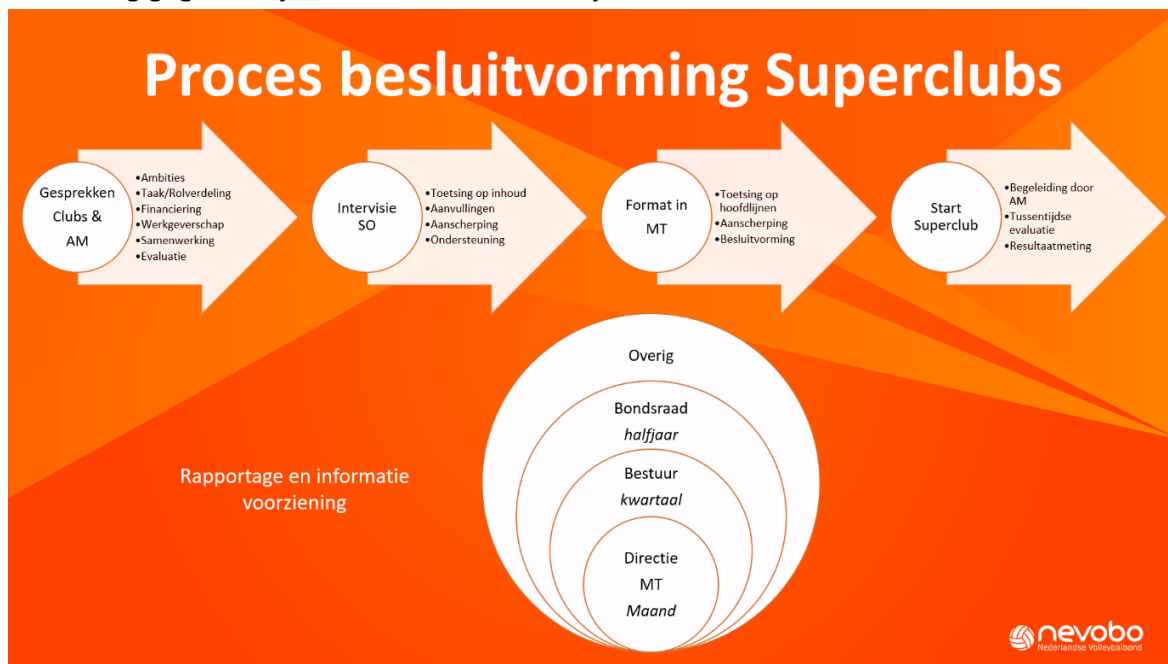 Proces besluitvorming Superclubs
Gesprekken
Clubs &
AM
•Ambities
•Taak/Rolverdeling
•Financiering
•Werkgeverschap
•Samenwerking
•Evaluatie
Intervisie
SO
•Toetsing op inhoud
•Aanvullingen
•Aanscherping
•Ondersteuning
Format in
MT
•Toetsing op
hoofdlijnen
•Aanscherping
•Besluitvorming
Start
Superclub
•Begeleiding door
AM
•Tussentijdse
evaluatie
•Resultaatmeting
Overig
Bondsraad
halfjaar
Bestuur
kwartaal
Directie
MT
Maand
Rapportage en informatie
voorziening
nevobo
Nederlandse Volleybalbond